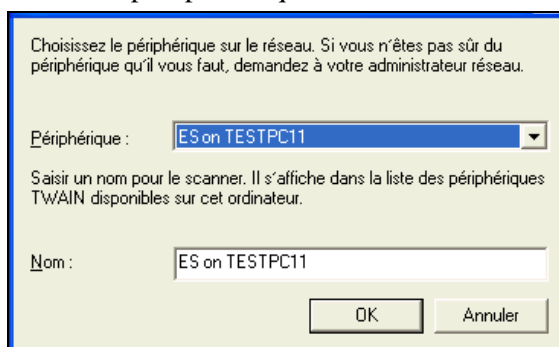 Choisissez le périphérique sur le réseau. Si vous n´êtes pas sûr du
périphérique qu´il vous faut, demandez à votre administrateur réseau.
Périphérique : ES on TESTPC11
Saisir un nom pour le scanner. Il s´affiche dans la liste des périphériques
TWAIN disponibles sur cet ordinateur.
Nom : ES on TESTPC11
OK Annuler